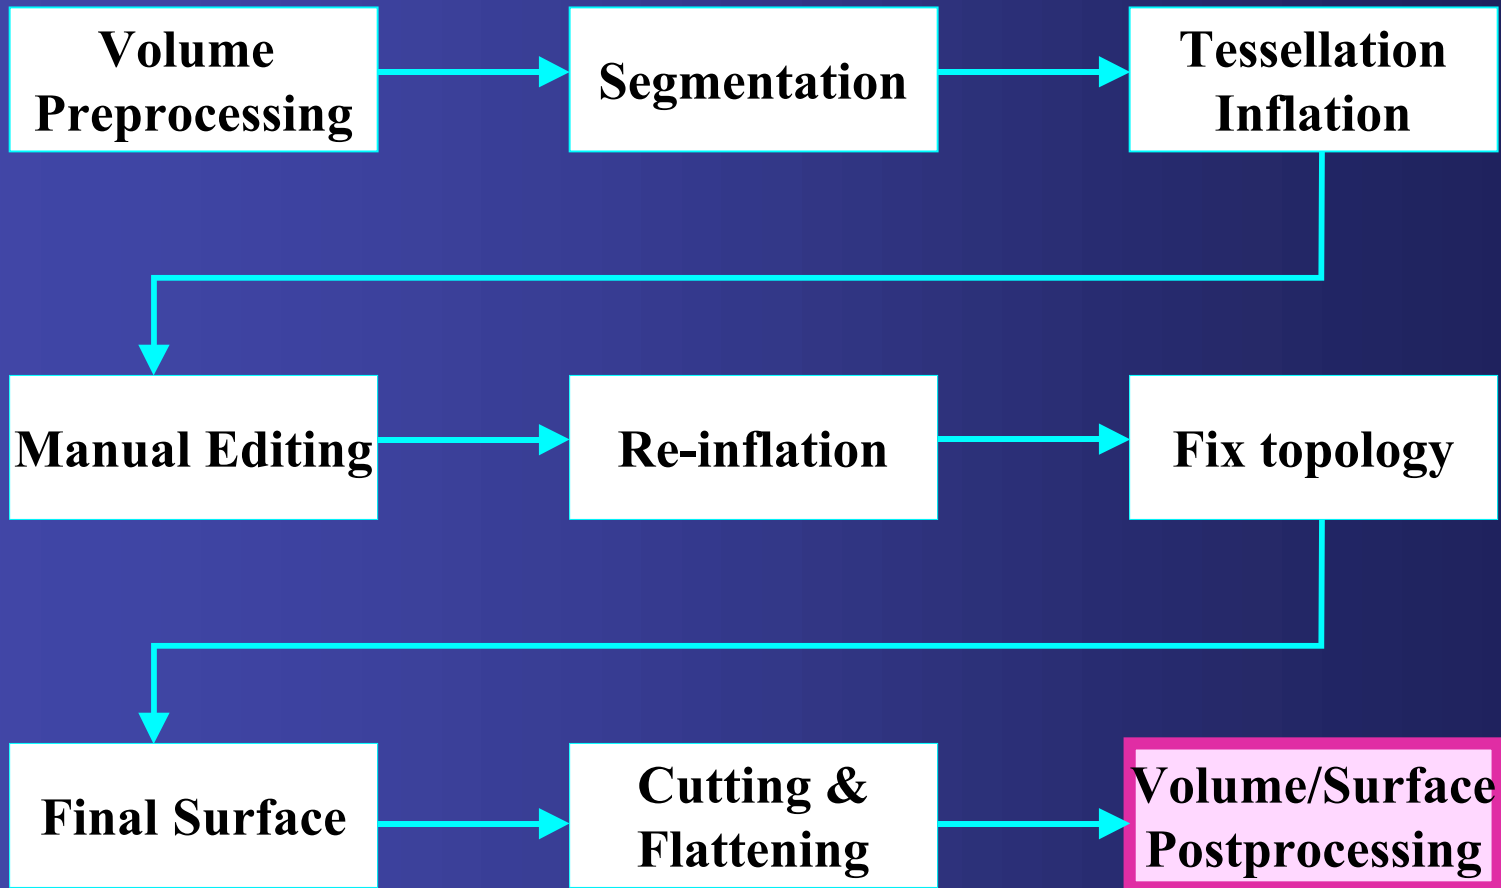 Volume
Preprocessing
Segmentation
Tessellation
Inflation
Manual Editing
Re-inflation
Fix topology
Final Surface
Cutting &
Flattening
Volume/Surface
Postprocessing